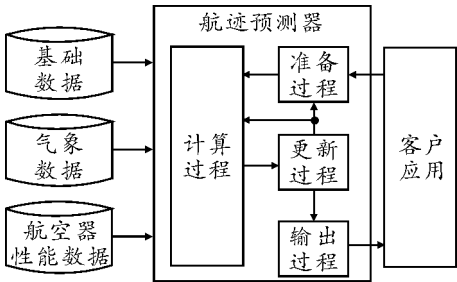 航迹预测器
基础
数据
气象
数据
航空器
性能数据
计算
过程
准备
过程
更新
过程
输出
过程
客户
应用